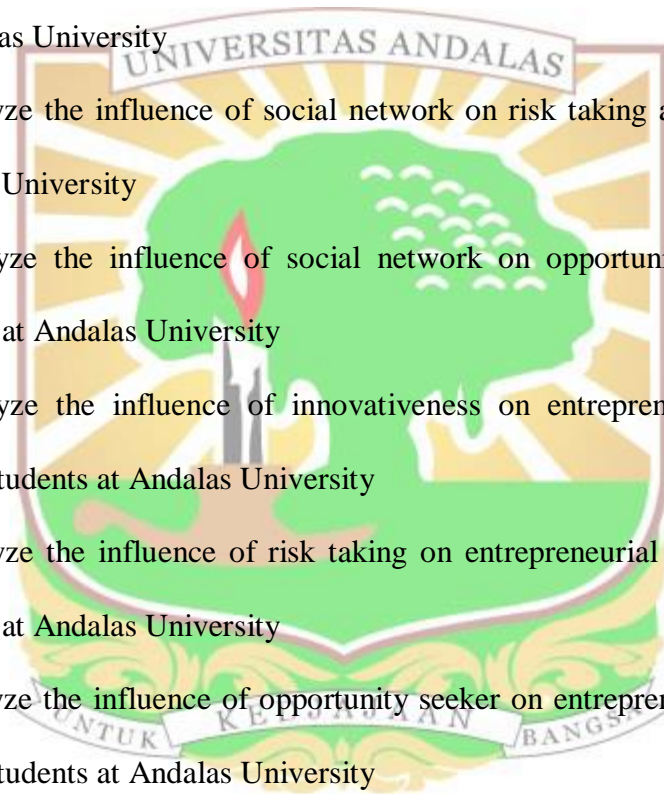 as University
UNIVERSITAS ANDALAS
yze the influence of social network on risk taking a
University
yze the influence of social network on opportuni
at Andalas University
yze the influence of innovativeness on entrepren
tudents at Andalas University
yze the influence of risk taking on entrepreneurial
at Andalas University
yze the influence of opportunity seeker on entrepren
UNTUK KEDJAJAAN BANGSA
tudents at Andalas University